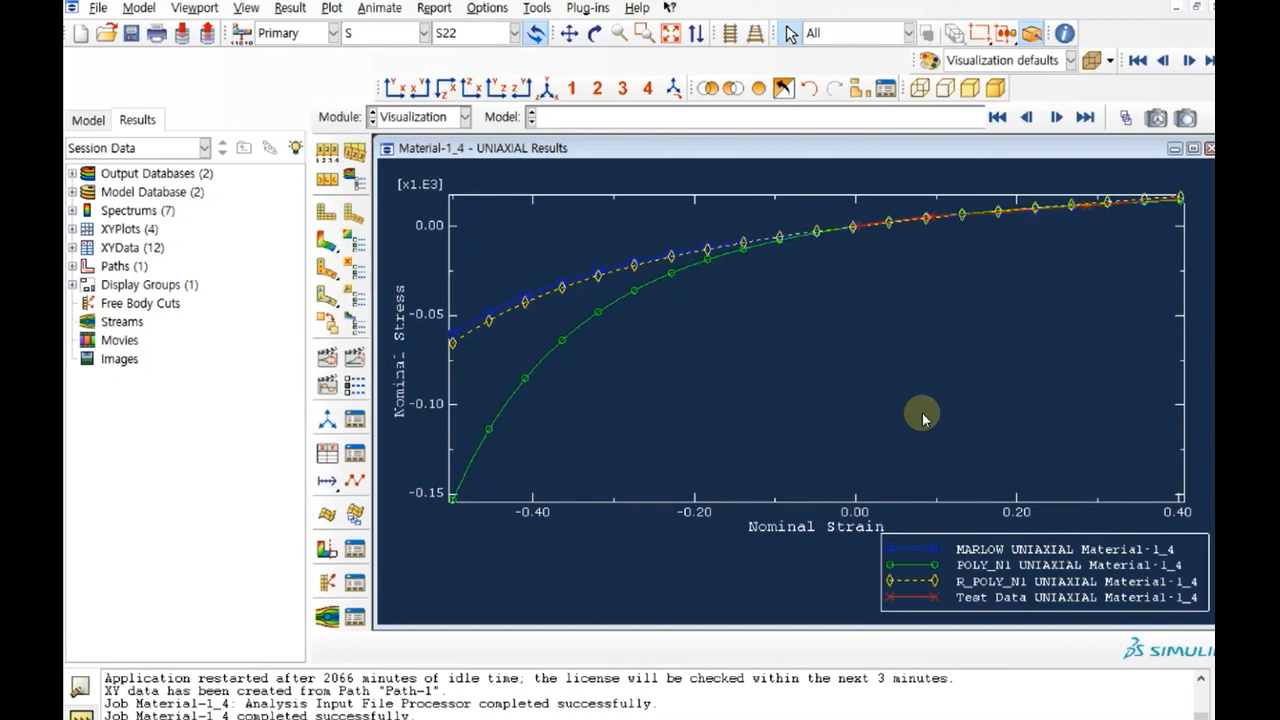 File Model Viewport View Result Plot Animate Report Options Tools Plug-ins Help
Primary S S22 All
Visualization defaults
1 2 3 4
Model Results Module: Visualization Model:
Session Data
Material-1_4 - UNIAXIAL Results
Output Databases (2)
Model Database (2)
Spectrums (7)
XYPlots (4)
XYData (12)
Paths (1)
Display Groups (1)
Free Body Cuts
Streams
Movies
Images
[x1.E3]
0.00
-0.05
-0.10
-0.15
Nominal Stress
-0.40 -0.20 0.00 0.20 0.40
Nominal Strain
MARLOW UNIAXIAL Material-1_4
POLY_N1 UNIAXIAL Material-1_4
R_POLY_N1 UNIAXIAL Material-1_4
Test Data UNIAXIAL Material-1_4
SIMULI
Application restarted after 2066 minutes of idle time; the license will be checked within the next 3 minutes.
XY data has been created from Path "Path-1".
Job Material-1_4: Analysis Input File Processor completed successfully.
Job Material-1_4 completed successfully.